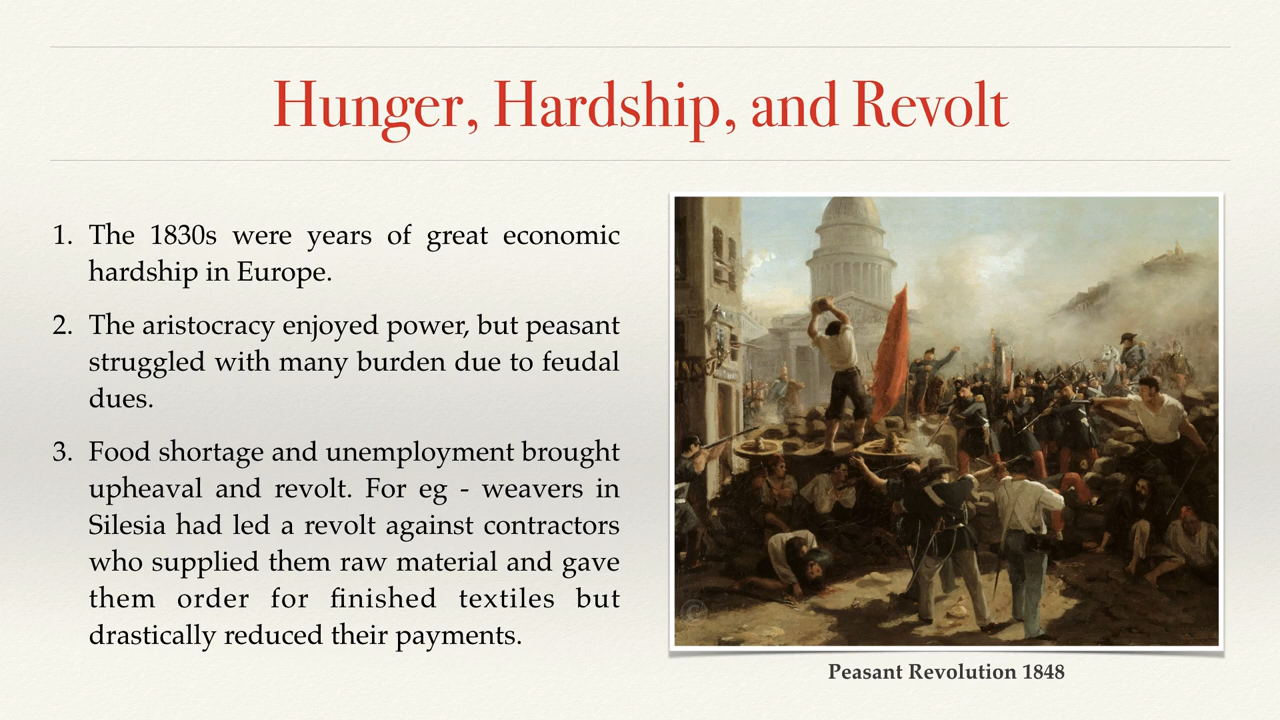 Hunger, Hardship, and Revolt
1. The 1830s were years of great economic
hardship in Europe.
2. The aristocracy enjoyed power, but peasant
struggled with many burden due to feudal
dues.
3. Food shortage and unemployment brought
upheaval and revolt. For eg - weavers in
Silesia had led a revolt against contractors
who supplied them raw material and gave
them order for finished textiles but
drastically reduced their payments.
Peasant Revolution 1848